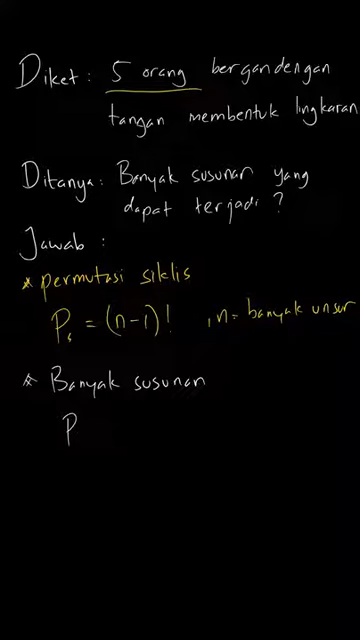 Diket : 5 orang bergandengan
tangan membentuk lingkaran
Ditanya : Banyak susunan yang
dapat terjadi ?
Jawab :
* permutasi siklis
Ps = (n-1)! , n = banyak unsur
* Banyak susunan
P